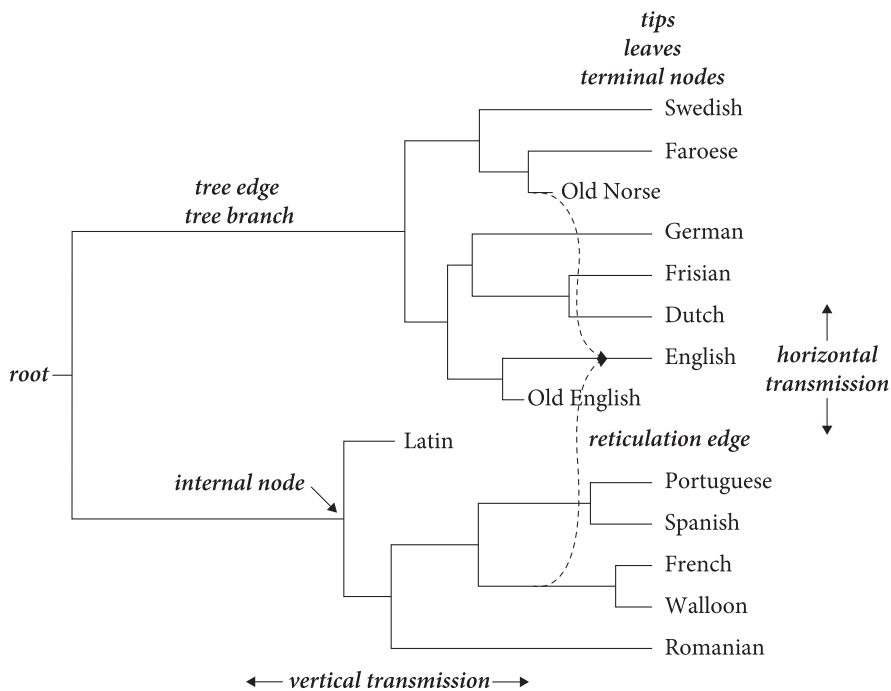 tips
leaves
terminal nodes
Swedish
Faroese
tree edge
tree branch
Old Norse
German
Frisian
Dutch
English
horizontal
transmission
root
Old English
reticulation edge
Latin
internal node
Portuguese
Spanish
French
Walloon
Romanian
vertical transmission